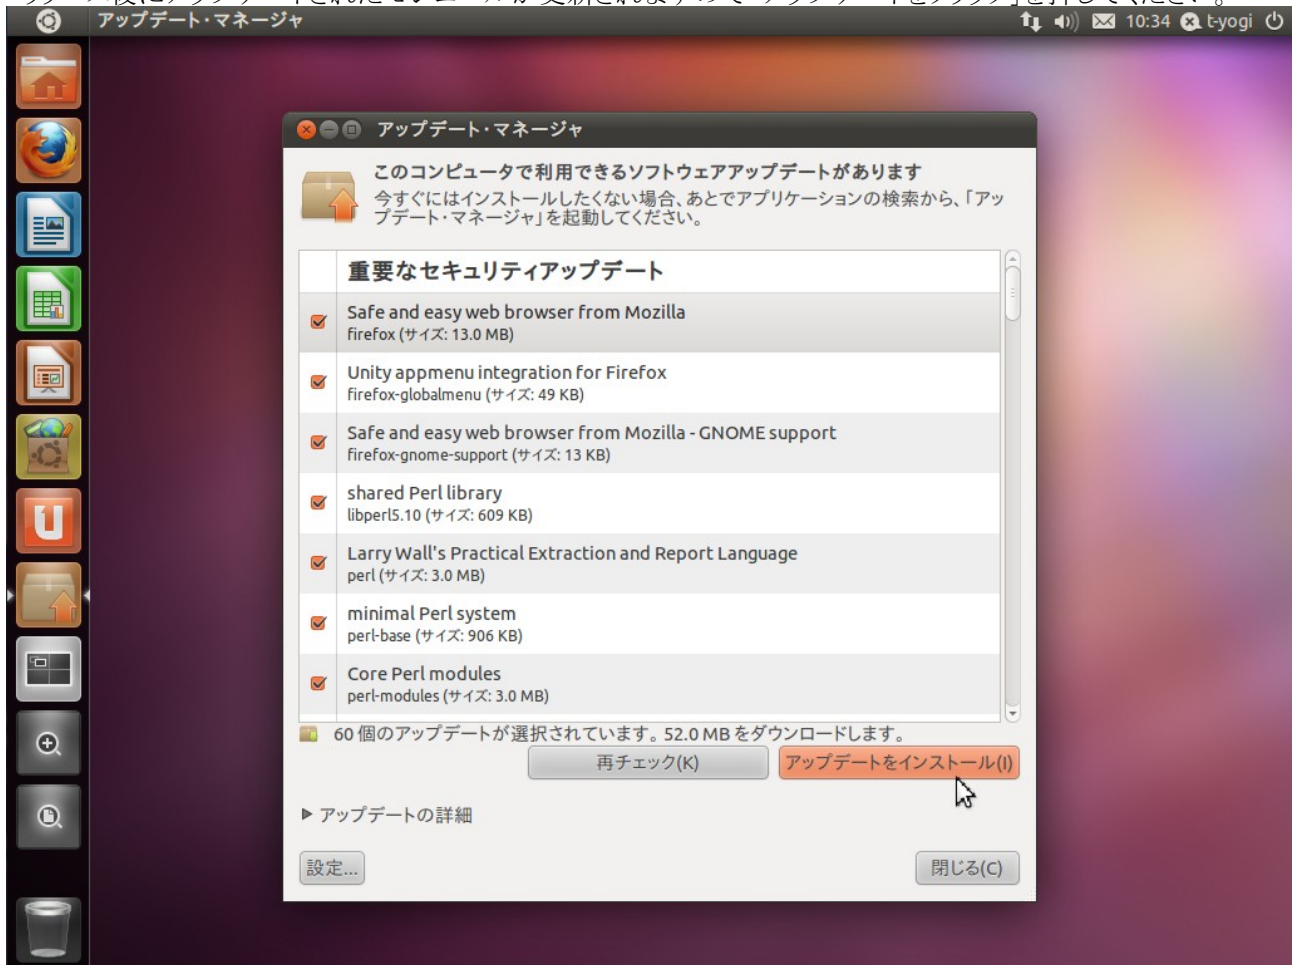 アップデート・マネージャ
10:34
t-yogi
アップデート・マネージャ
このコンピュータで利用できるソフトウェアアップデートがあります
今すぐにはインストールしたくない場合、あとでアプリケーションの検索から、「アッ
プデート・マネージャ」を起動してください。
重要なセキュリティアップデート
Safe and easy web browser from Mozilla
firefox (サイズ: 13.0 MB)
Unity appmenu integration for Firefox
firefox-globalmenu (サイズ: 49 KB)
Safe and easy web browser from Mozilla - GNOME support
firefox-gnome-support (サイズ: 13 KB)
shared Perl library
libperl5.10 (サイズ: 609 KB)
Larry Wall's Practical Extraction and Report Language
perl (サイズ: 3.0 MB)
minimal Perl system
perl-base (サイズ: 906 KB)
Core Perl modules
perl-modules (サイズ: 3.0 MB)
60 個のアップデートが選択されています。52.0 MB をダウンロードします。
再チェック(K)
アップデートをインストール(I)
アップデートの詳細
設定...
閉じる(C)